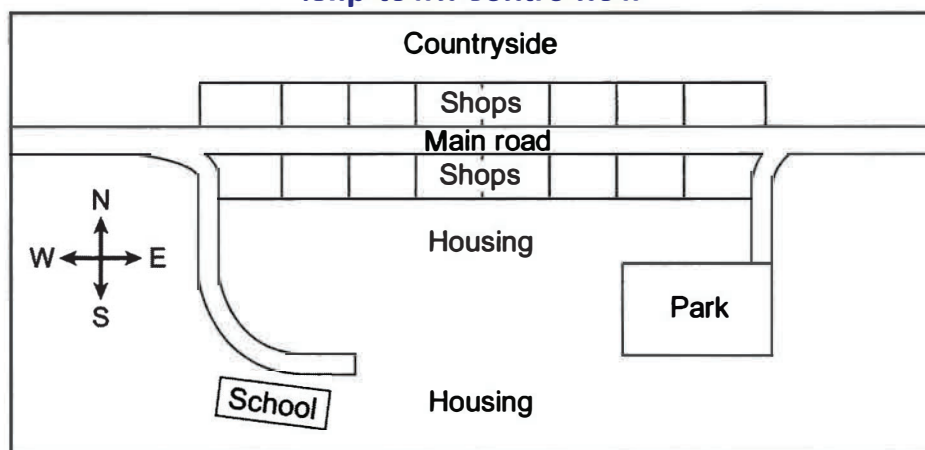 Countryside
Shops
Main road
Shops
N
W E
S
Housing
Park
School
Housing